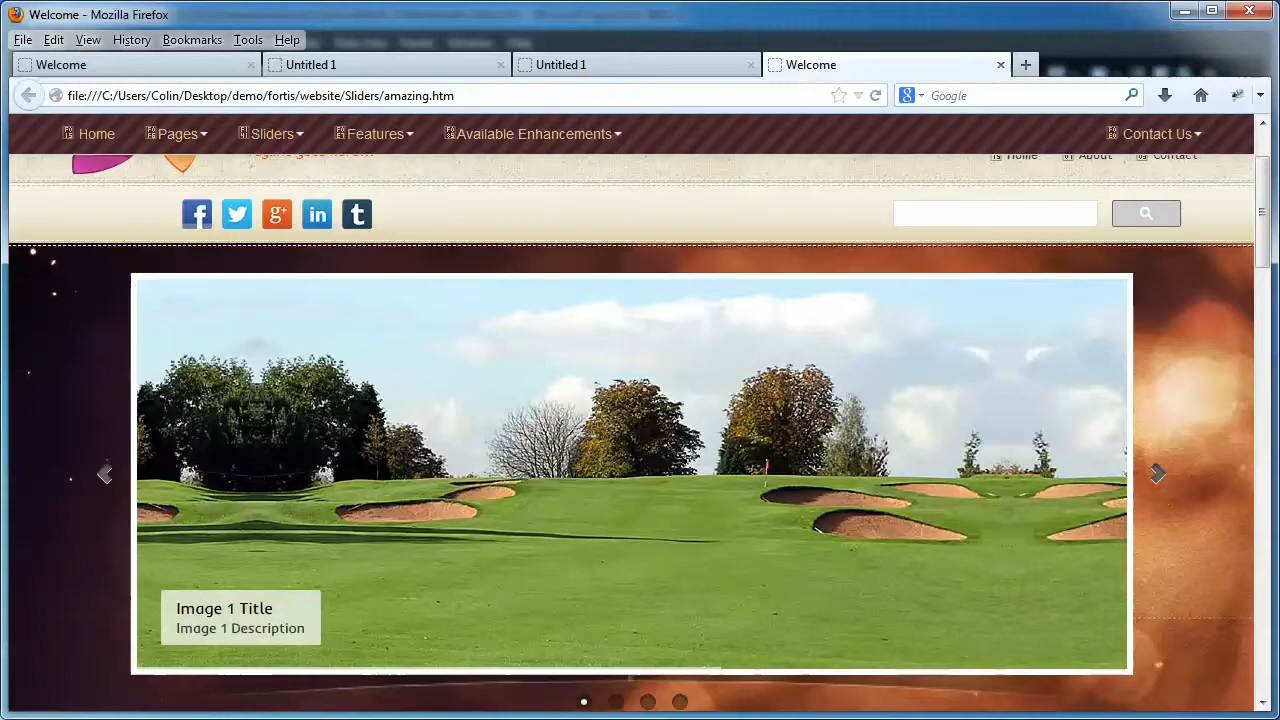 Welcome - Mozilla Firefox
File Edit View History Bookmarks Tools Help
Welcome Untitled 1 Untitled 1 Welcome
file:///C:/Users/Colin/Desktop/demo/fortis/website/Sliders/amazing.htm
Google
Home Pages Sliders Features Available Enhancements Contact Us
Home About Contact
Image 1 Title
Image 1 Description